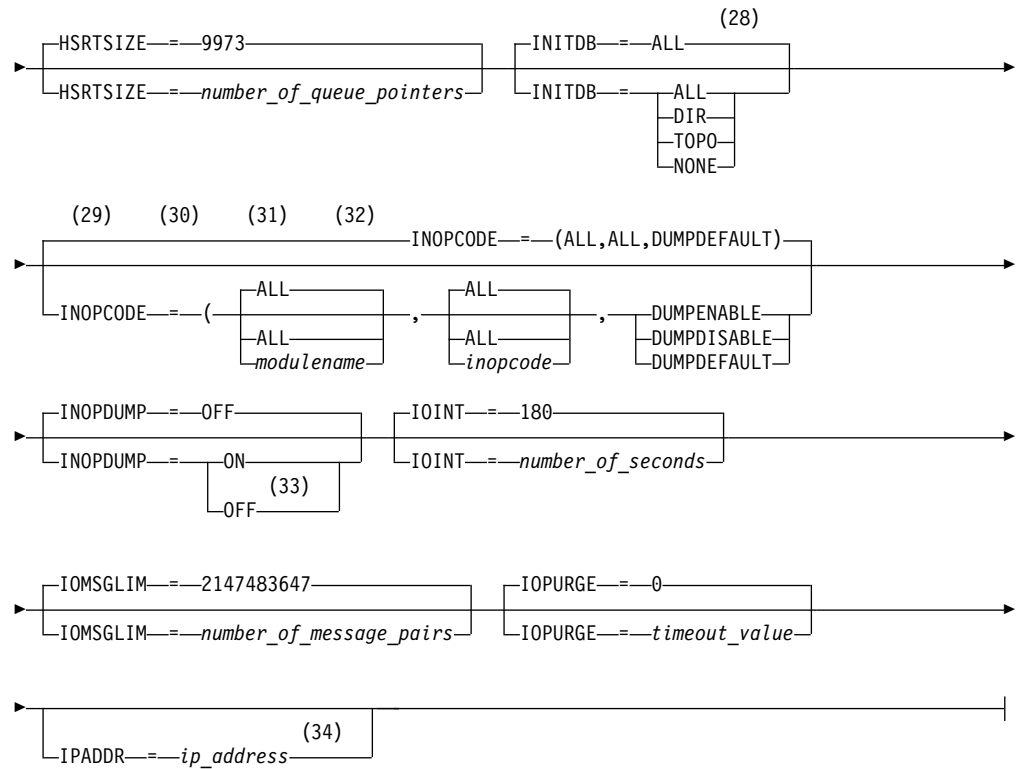 (28)
HSRTSIZE = 9973 INITDB = ALL
HSRTSIZE = number_of_queue_pointers INITDB = ALL
DIR
TOPO
NONE
(29) (30) (31) (32)
INOPCODE = (ALL,ALL,DUMPDEFAULT)
ALL ALL
INOPCODE = ( , , DUMPENABLE
ALL ALL DUMPDISABLE
modulename inopcode DUMPDEFAULT
INOPDUMP = OFF IOINT = 180
INOPDUMP = ON IOINT = number_of_seconds
(33)
OFF
IOMSGLIM = 2147483647 IOPURGE = 0
IOMSGLIM = number_of_message_pairs IOPURGE = timeout_value
(34)
IPADDR = ip_address